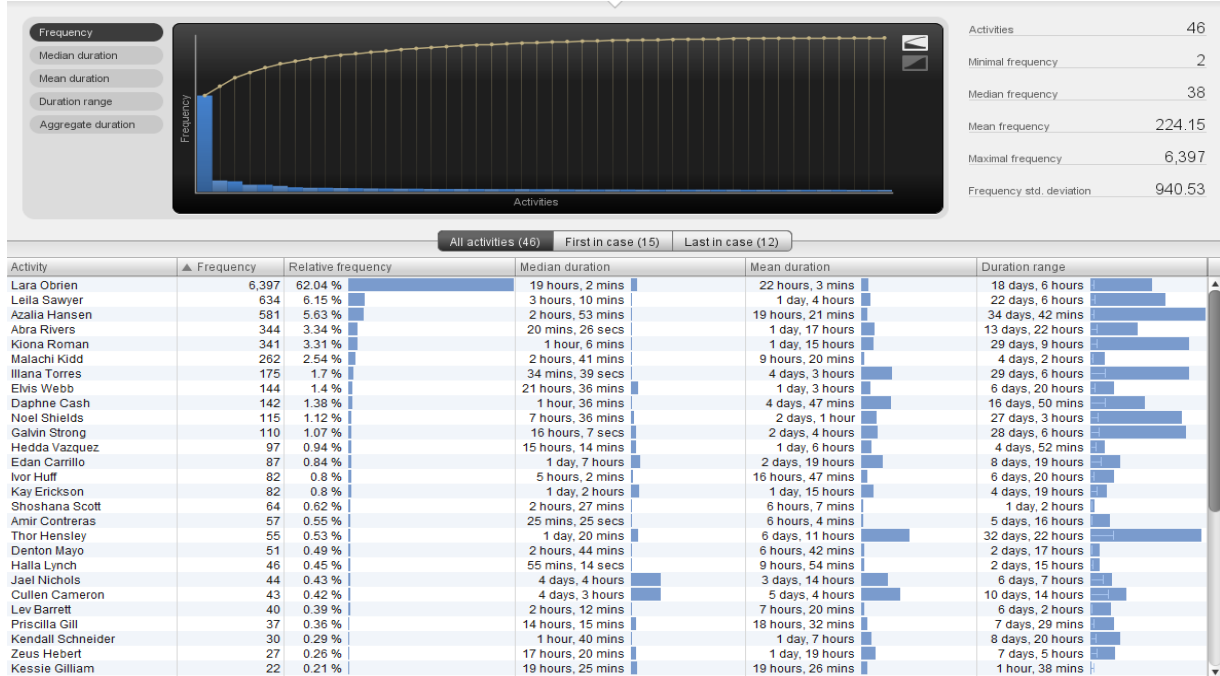 Frequency
Median duration
Mean duration
Duration range
Aggregate duration
Frequency
Activities
Activities 46
Minimal frequency 2
Median frequency 38
Mean frequency 224.15
Maximal frequency 6,397
Frequency std. deviation 940.53
All activities (46) First in case (15) Last in case (12)
Activity Frequency Relative frequency Median duration Mean duration Duration range
Lara Obrien 6,397 62.04 % 19 hours, 2 mins 22 hours, 3 mins 18 days, 6 hours
Leila Sawyer 634 6.15 % 3 hours, 10 mins 1 day, 4 hours 22 days, 6 hours
Azalia Hansen 581 5.63 % 2 hours, 53 mins 19 hours, 21 mins 34 days, 42 mins
Abra Rivers 344 3.34 % 20 mins, 26 secs 1 day, 17 hours 13 days, 22 hours
Kiona Roman 341 3.31 % 1 hour, 6 mins 1 day, 15 hours 29 days, 9 hours
Malachi Kidd 262 2.54 % 2 hours, 41 mins 9 hours, 20 mins 4 days, 2 hours
Illana Torres 175 1.7 % 34 mins, 39 secs 4 days, 3 hours 29 days, 6 hours
Elvis Webb 144 1.4 % 21 hours, 36 mins 1 day, 3 hours 6 days, 20 hours
Daphne Cash 142 1.38 % 1 hour, 36 mins 4 days, 47 mins 16 days, 50 mins
Noel Shields 115 1.12 % 7 hours, 36 mins 2 days, 1 hour 27 days, 3 hours
Galvin Strong 110 1.07 % 16 hours, 7 secs 2 days, 4 hours 28 days, 6 hours
Hedda Vazquez 97 0.94 % 15 hours, 14 mins 1 day, 6 hours 4 days, 52 mins
Edan Carrillo 87 0.84 % 1 day, 7 hours 2 days, 19 hours 8 days, 19 hours
Ivor Huff 82 0.8 % 5 hours, 2 mins 16 hours, 47 mins 6 days, 20 hours
Kay Erickson 82 0.8 % 1 day, 2 hours 1 day, 15 hours 4 days, 19 hours
Shoshana Scott 64 0.62 % 2 hours, 27 mins 6 hours, 7 mins 1 day, 2 hours
Amir Contreras 57 0.55 % 25 mins, 25 secs 6 hours, 4 mins 5 days, 16 hours
Thor Hensley 55 0.53 % 1 day, 20 mins 6 days, 11 hours 32 days, 22 hours
Denton Mayo 51 0.49 % 2 hours, 44 mins 6 hours, 42 mins 2 days, 17 hours
Halla Lynch 46 0.45 % 55 mins, 14 secs 9 hours, 54 mins 2 days, 15 hours
Jael Nichols 44 0.43 % 4 days, 4 hours 3 days, 14 hours 6 days, 7 hours
Cullen Cameron 43 0.42 % 4 days, 3 hours 5 days, 4 hours 10 days, 14 hours
Lev Barrett 40 0.39 % 2 hours, 12 mins 7 hours, 20 mins 6 days, 2 hours
Priscilla Gill 37 0.36 % 14 hours, 15 mins 18 hours, 32 mins 7 days, 29 mins
Kendall Schneider 30 0.29 % 1 hour, 40 mins 1 day, 7 hours 8 days, 20 hours
Zeus Hebert 27 0.26 % 17 hours, 20 mins 1 day, 19 hours 7 days, 5 hours
Kessie Gilliam 22 0.21 % 19 hours, 25 mins 19 hours, 26 mins 1 hour, 38 mins